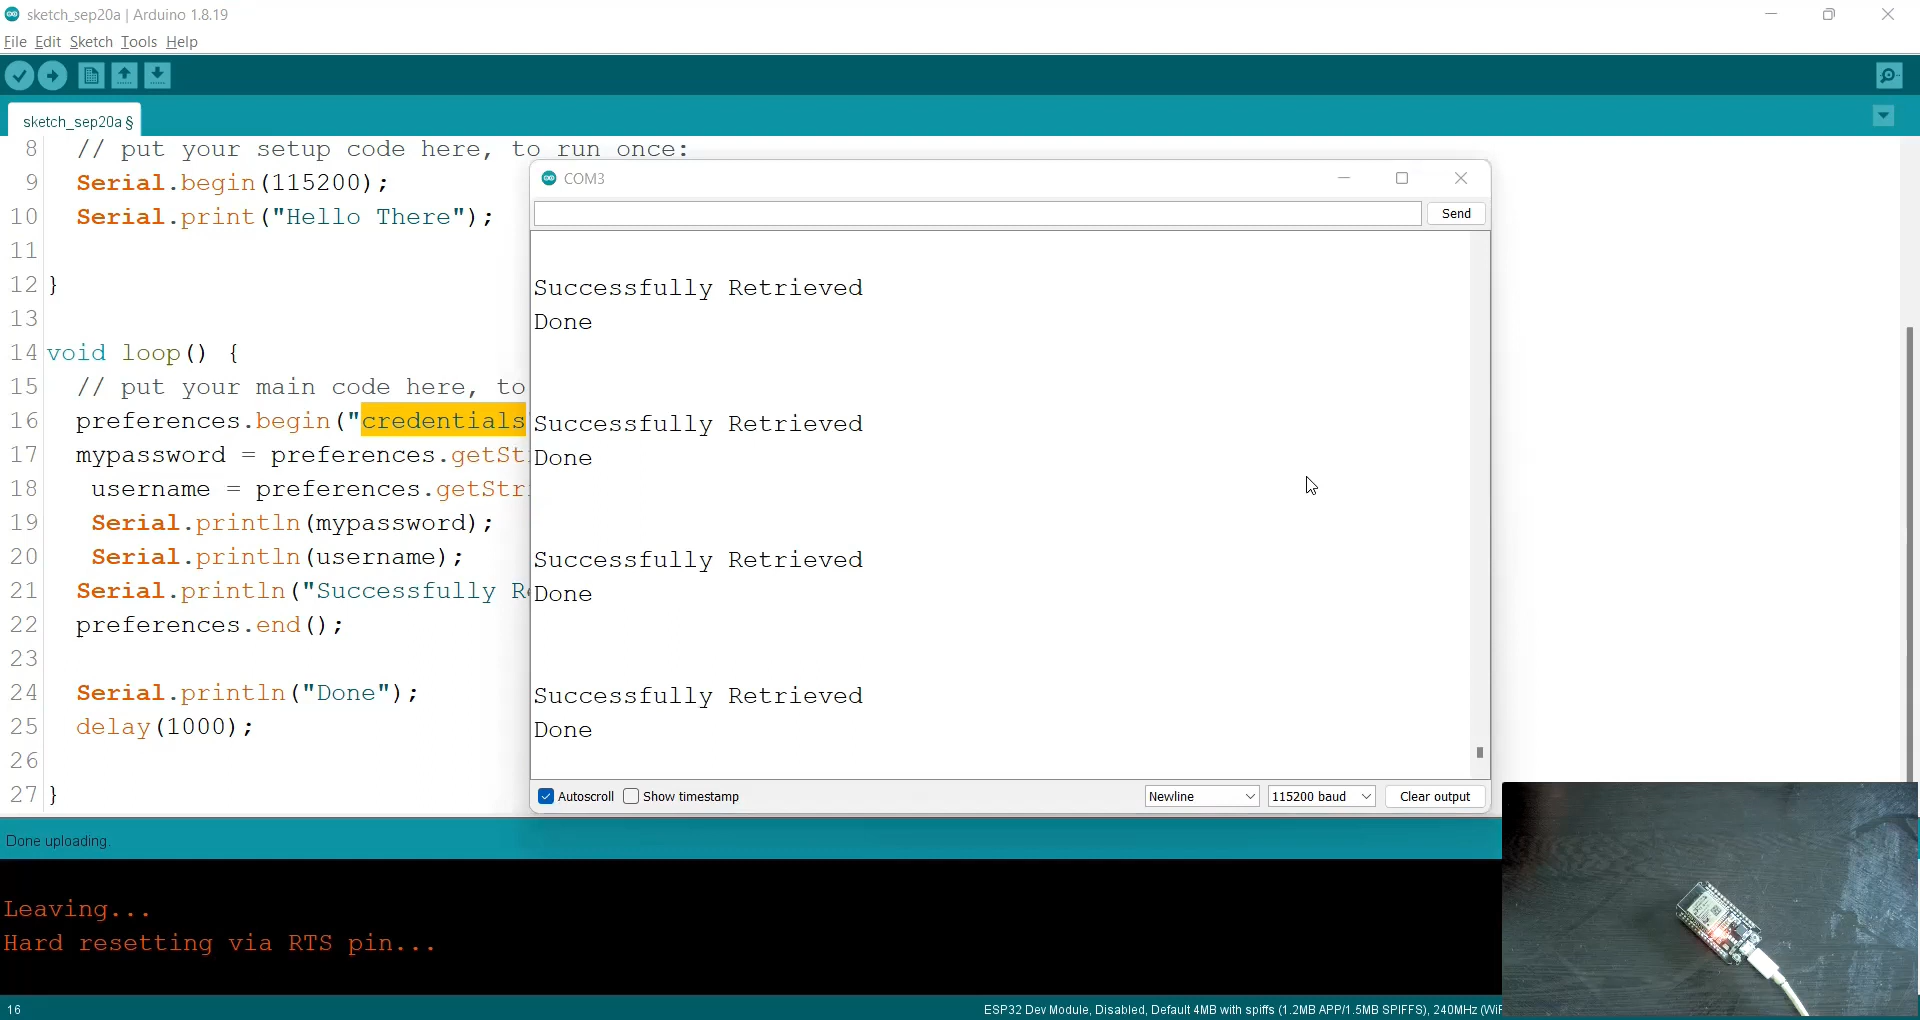 sketch_sep20a | Arduino 1.8.19
File Edit Sketch Tools Help
sketch_sep20a §
8 // put your setup code here, to run once:
9 Serial.begin(115200);
10 Serial.print("Hello There");
11
12 }
13
14 void loop() {
15 // put your main code here, to
16 preferences.begin("credentials
17 mypassword = preferences.getSt
18 username = preferences.getStr
19 Serial.println(mypassword);
20 Serial.println(username);
21 Serial.println("Successfully R
22 preferences.end();
23
24 Serial.println("Done");
25 delay(1000);
26
27 }
COM3
Send
Successfully Retrieved
Done
Successfully Retrieved
Done
Successfully Retrieved
Done
Successfully Retrieved
Done
Autoscroll Show timestamp Newline 115200 baud Clear output
Done uploading.
Leaving...
Hard resetting via RTS pin...
16 ESP32 Dev Module, Disabled, Default 4MB with spiffs (1.2MB APP/1.5MB SPIFFS), 240MHz (WiF